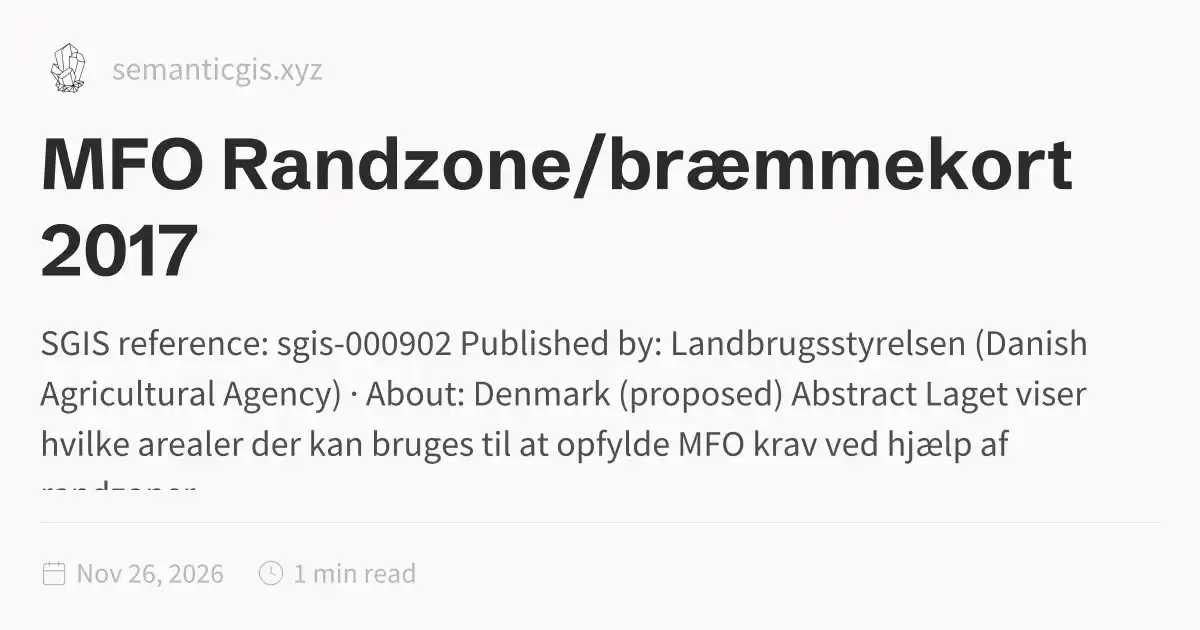 semanticgis.xyz
MFO Randzone/bræmmekort
2017
SGIS reference: sgis-000902 Published by: Landbrugsstyrelsen (Danish
Agricultural Agency) · About: Denmark (proposed) Abstract Laget viser
hvilke arealer der kan bruges til at opfylde MFO krav ved hjælp af
Nov 26, 2026
1 min read